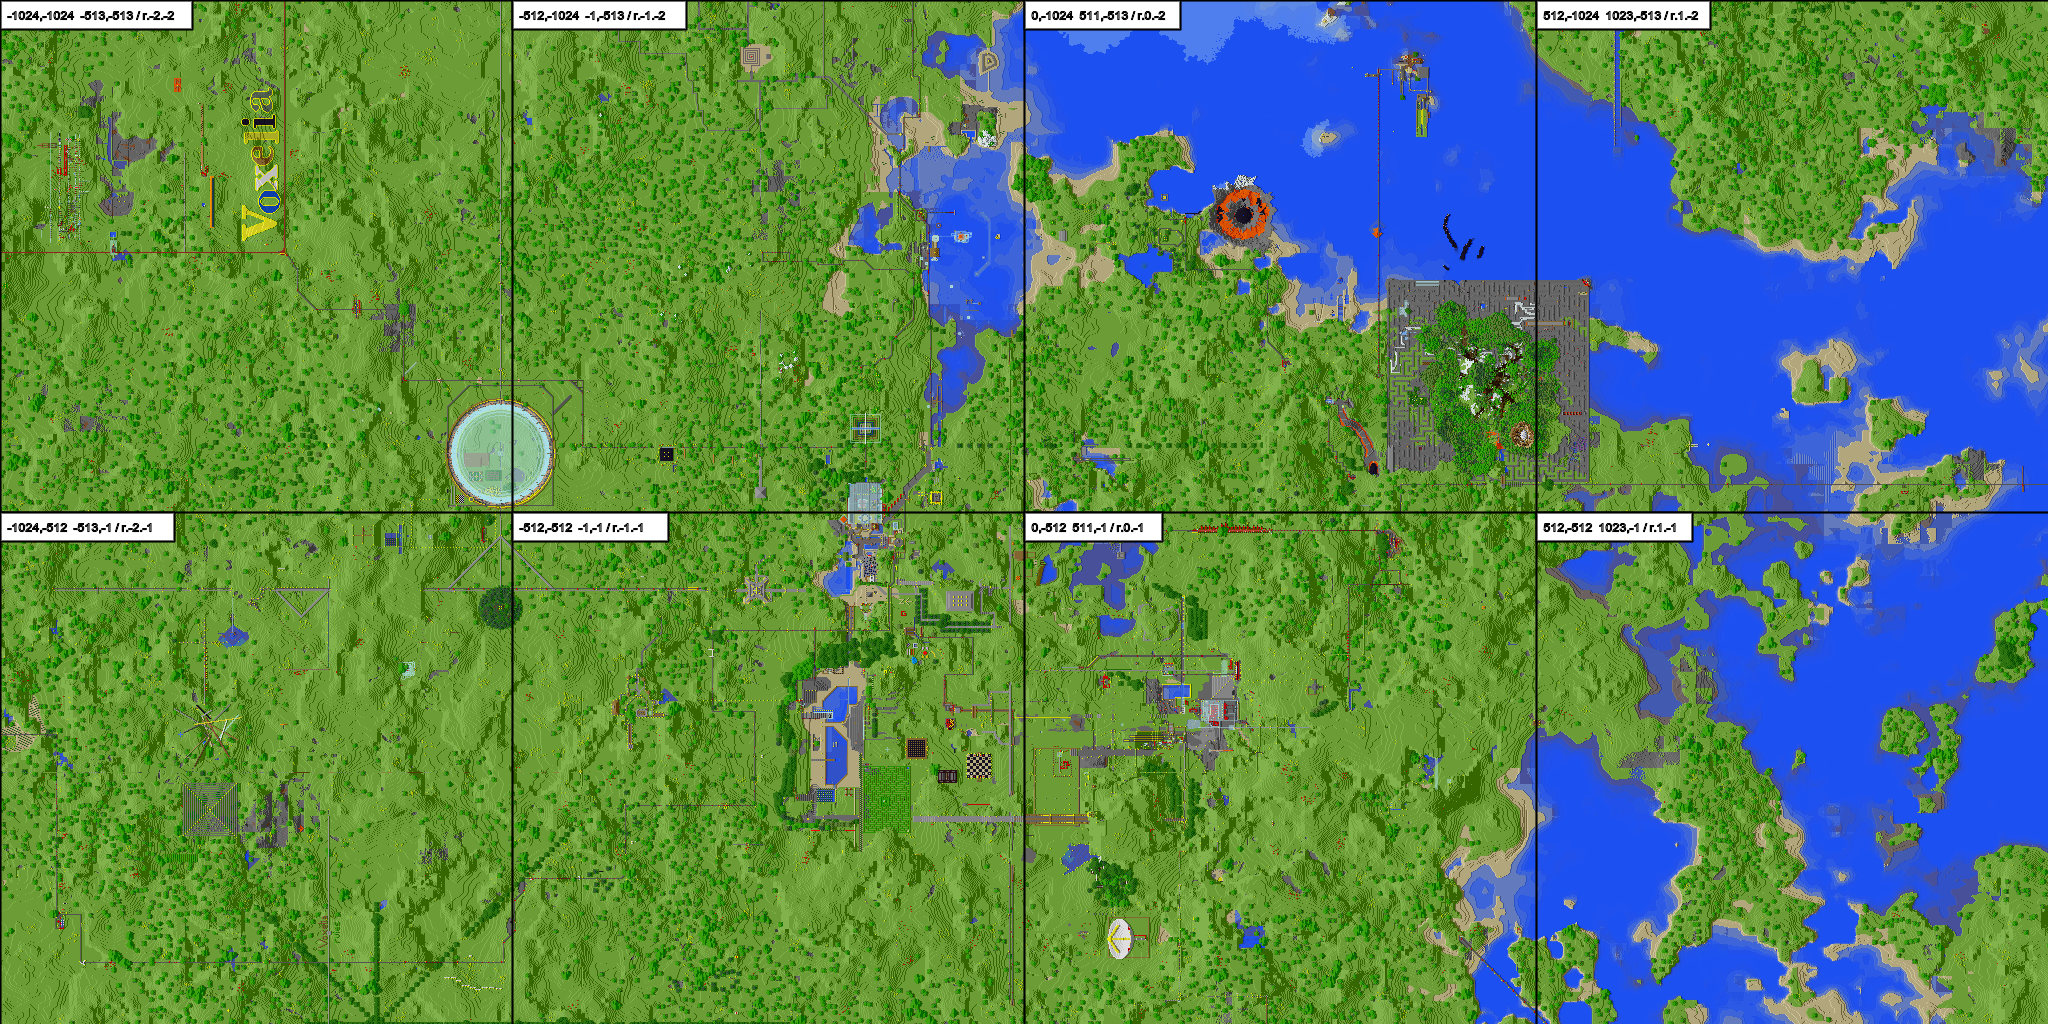 -1024,-1024 -513,-513 / r.-2.-2
-512,-1024 -1,-513 / r.-1.-2
0,-1024 511,-513 / r.0.-2
512,-1024 1023,-513 / r.1.-2
Voxelia
-1024,-512 -513,-1 / r.-2.-1
-512,-512 -1,-1 / r.-1.-1
0,-512 511,-1 / r.0.-1
512,-512 1023,-1 / r.1.-1